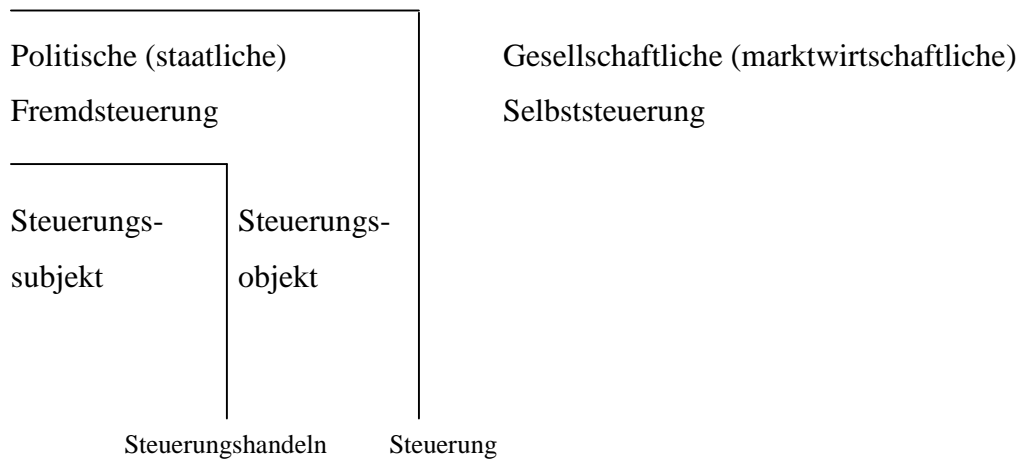 Politische (staatliche)
Fremdsteuerung
Gesellschaftliche (marktwirtschaftliche)
Selbststeuerung
Steuerungs-
subjekt
Steuerungs-
objekt
Steuerungshandeln
Steuerung